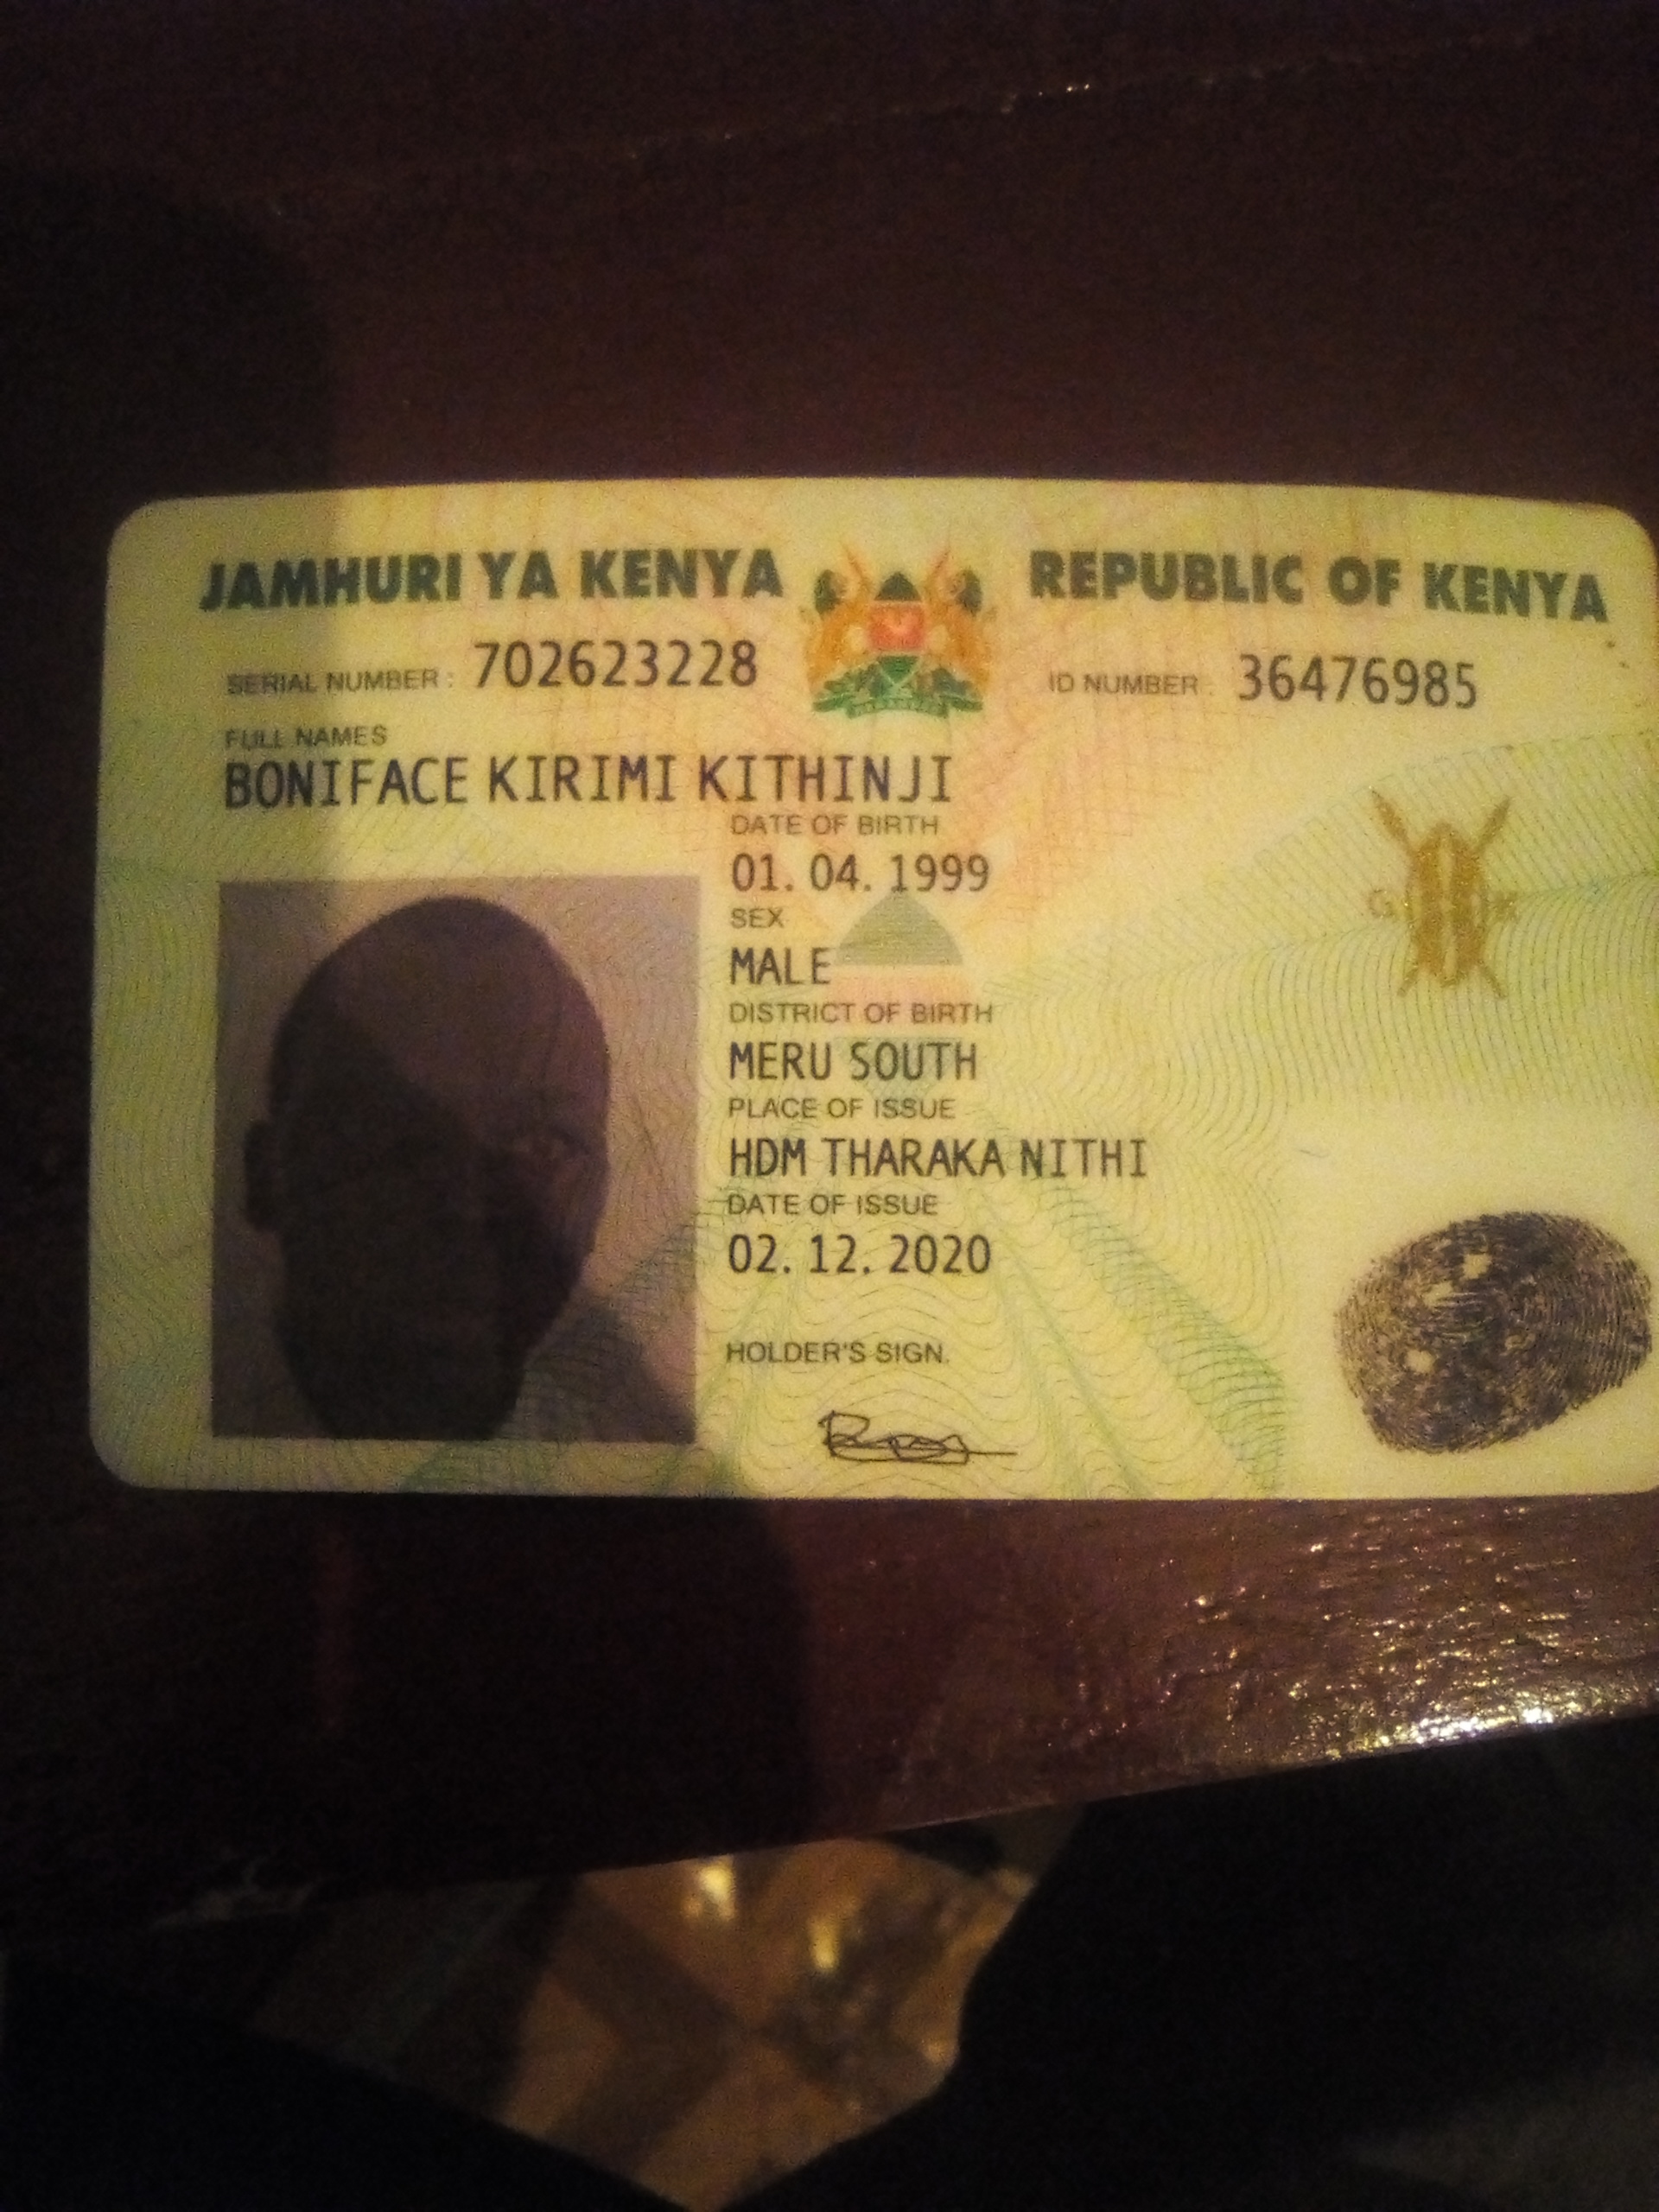 JAMHURI YA KENYA REPUBLIC OF KENYA
SERIAL NUMBER : 702623228 ID NUMBER : 36476985
FULL NAMES
BONIFACE KIRIMI KITHINJI
DATE OF BIRTH
01. 04. 1999
SEX
MALE
DISTRICT OF BIRTH
MERU SOUTH
PLACE OF ISSUE
HDM THARAKA NITHI
DATE OF ISSUE
02. 12. 2020
HOLDER'S SIGN.
G K